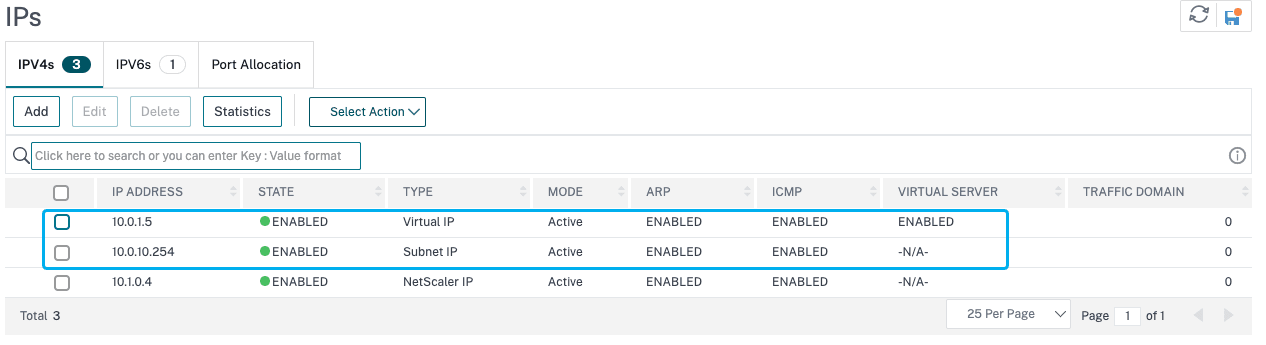 IPs
IPV4s 3 IPV6s 1 Port Allocation
Add Edit Delete Statistics Select Action
Click here to search or you can enter Key : Value format
IP ADDRESS STATE TYPE MODE ARP ICMP VIRTUAL SERVER TRAFFIC DOMAIN
10.0.1.5 ENABLED Virtual IP Active ENABLED ENABLED ENABLED 0
10.0.10.254 ENABLED Subnet IP Active ENABLED ENABLED -N/A- 0
10.1.0.4 ENABLED NetScaler IP Active ENABLED ENABLED -N/A- 0
Total 3 25 Per Page Page 1 of 1